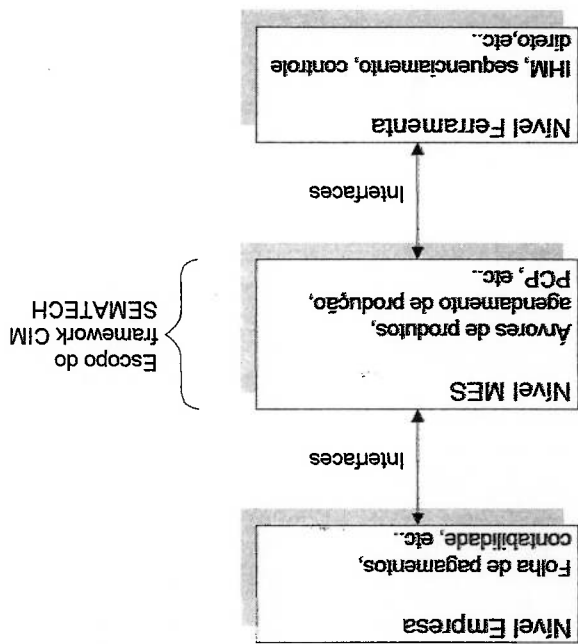 Nível Empresa
Folha de pagamentos,
contabilidade, etc..
Interfaces
Nível MES
Árvores de produtos,
agendamento de produção,
PCP, etc..
Escopo do
framework CIM
SEMATECH
Interfaces
Nível Ferramenta
IHM, sequenciamento, controle
direto,etc..